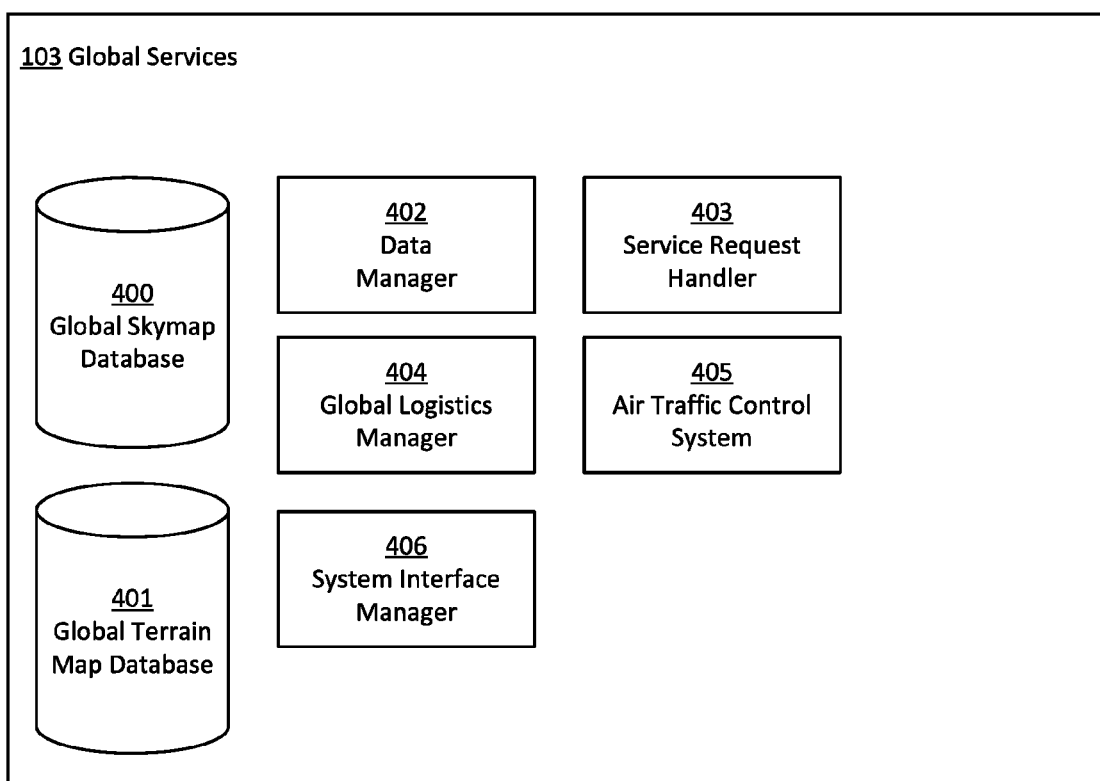 103 Global Services
400
Global Skymap
Database
402
Data
Manager
403
Service Request
Handler
404
Global Logistics
Manager
405
Air Traffic Control
System
401
Global Terrain
Map Database
406
System Interface
Manager